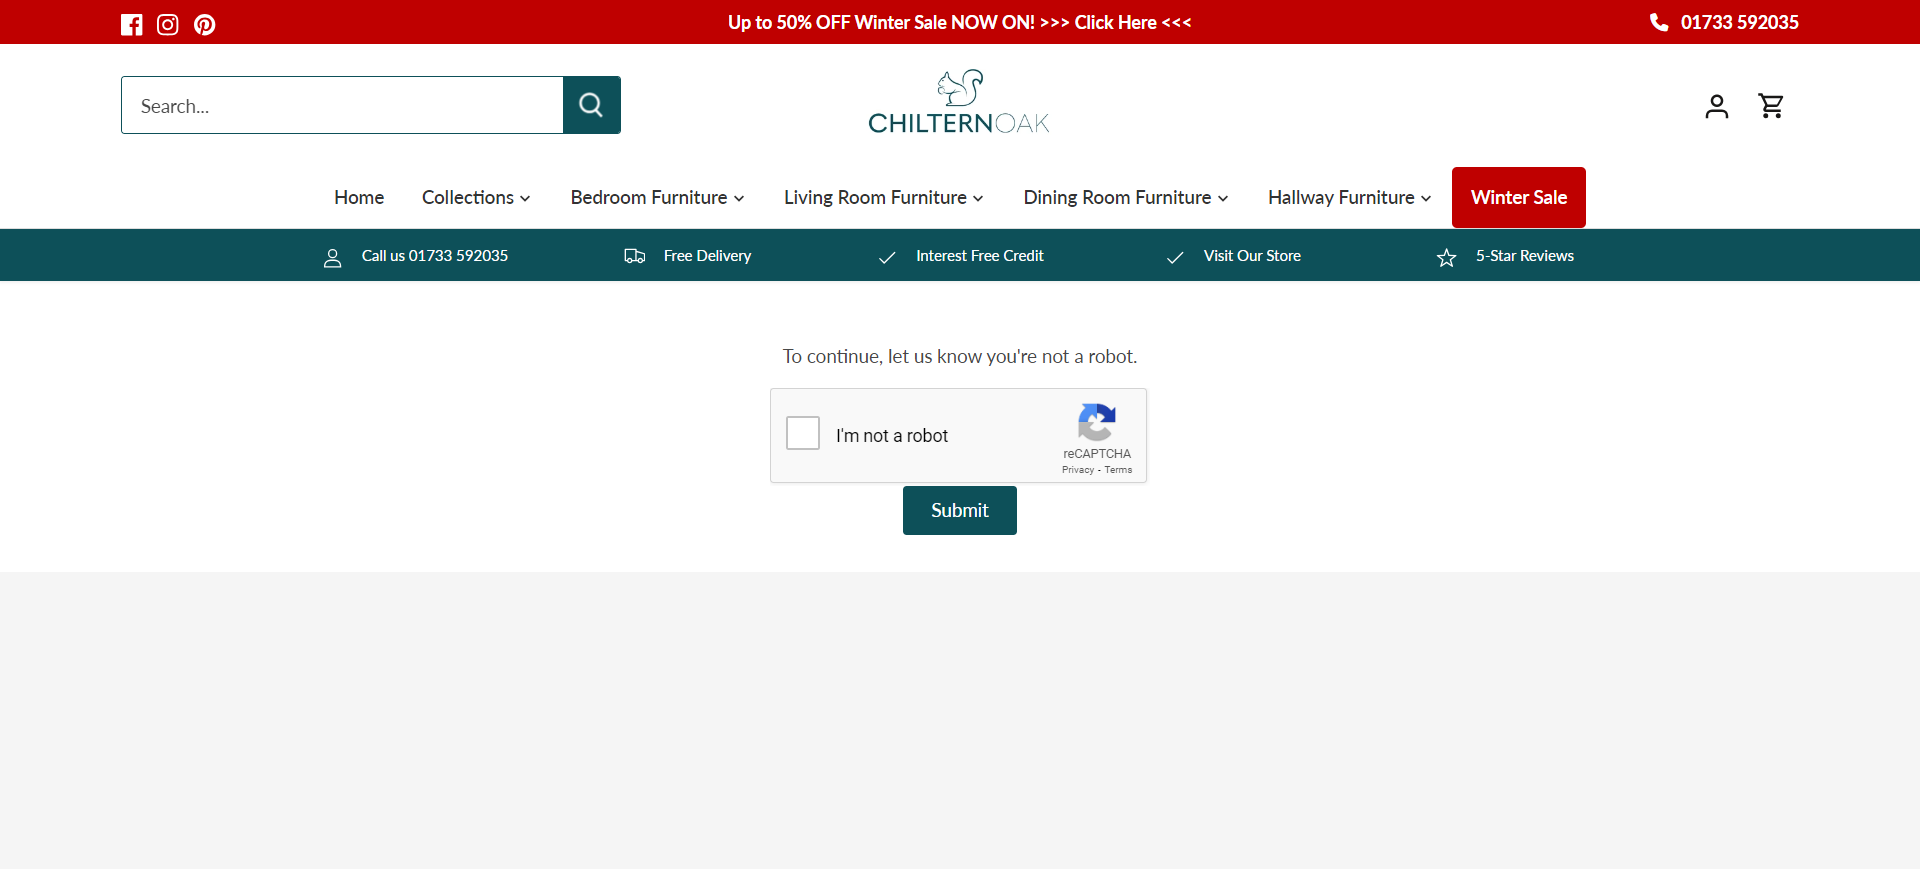 Up to 50% OFF Winter Sale NOW ON! >>> Click Here <<<
01733 592035
Search...
CHILTERNOAK
Home
Collections
Bedroom Furniture
Living Room Furniture
Dining Room Furniture
Hallway Furniture
Winter Sale
Call us 01733 592035
Free Delivery
Interest Free Credit
Visit Our Store
5-Star Reviews
To continue, let us know you're not a robot.
I'm not a robot
reCAPTCHA
Privacy - Terms
Submit